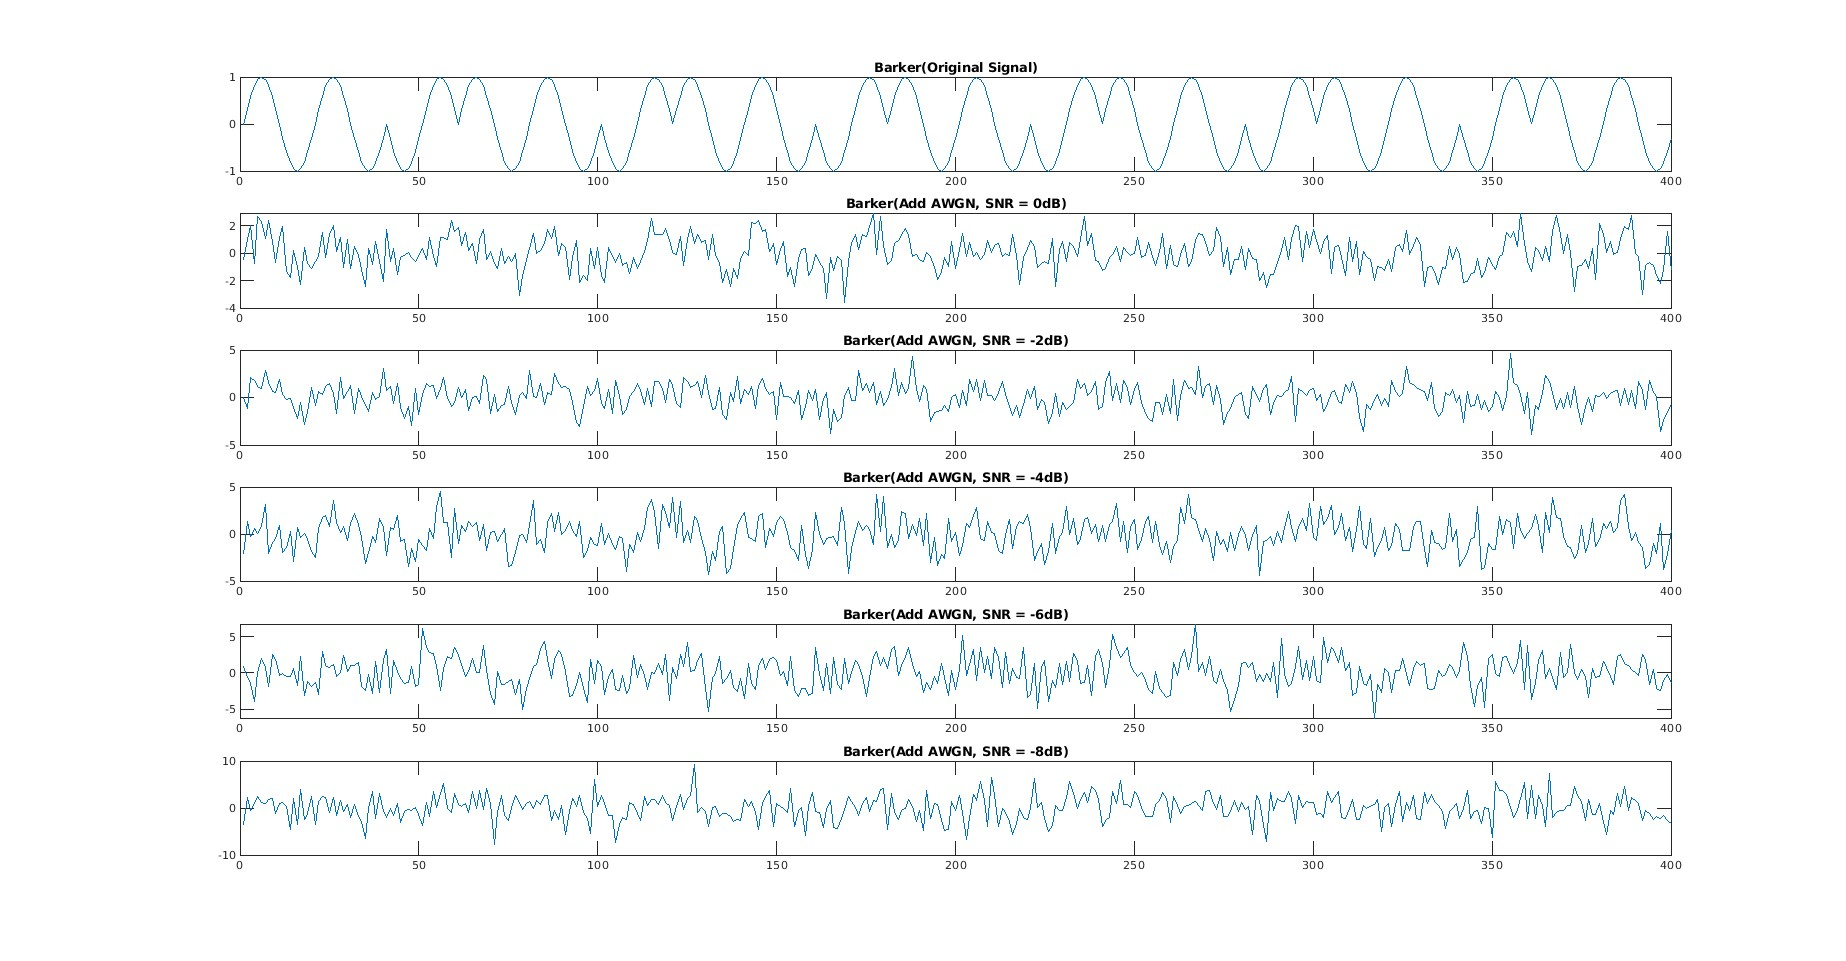 Barker(Original Signal)
1
0
-1
0 50 100 150 200 250 300 350 400
Barker(Add AWGN, SNR = 0dB)
2
0
-2
-4
0 50 100 150 200 250 300 350 400
Barker(Add AWGN, SNR = -2dB)
5
0
-5
0 50 100 150 200 250 300 350 400
Barker(Add AWGN, SNR = -4dB)
5
0
-5
0 50 100 150 200 250 300 350 400
Barker(Add AWGN, SNR = -6dB)
5
0
-5
0 50 100 150 200 250 300 350 400
Barker(Add AWGN, SNR = -8dB)
10
0
-10
0 50 100 150 200 250 300 350 400